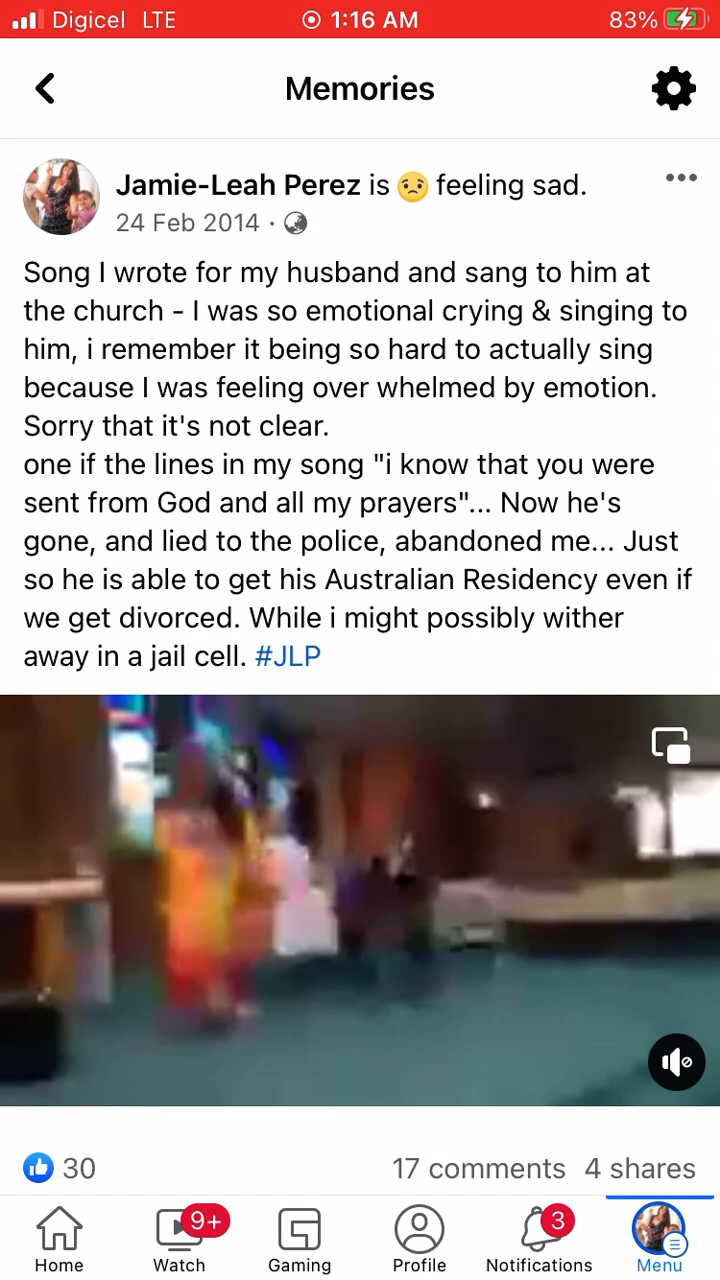 Digicel LTE 1:16 AM 83%
Memories
Jamie-Leah Perez is feeling sad.
24 Feb 2014 ·
Song I wrote for my husband and sang to him at
the church - I was so emotional crying & singing to
him, i remember it being so hard to actually sing
because I was feeling over whelmed by emotion.
Sorry that it's not clear.
one if the lines in my song "i know that you were
sent from God and all my prayers"... Now he's
gone, and lied to the police, abandoned me... Just
so he is able to get his Australian Residency even if
we get divorced. While i might possibly wither
away in a jail cell. #JLP
30 17 comments 4 shares
9+ 3
Home Watch Gaming Profile Notifications Menu